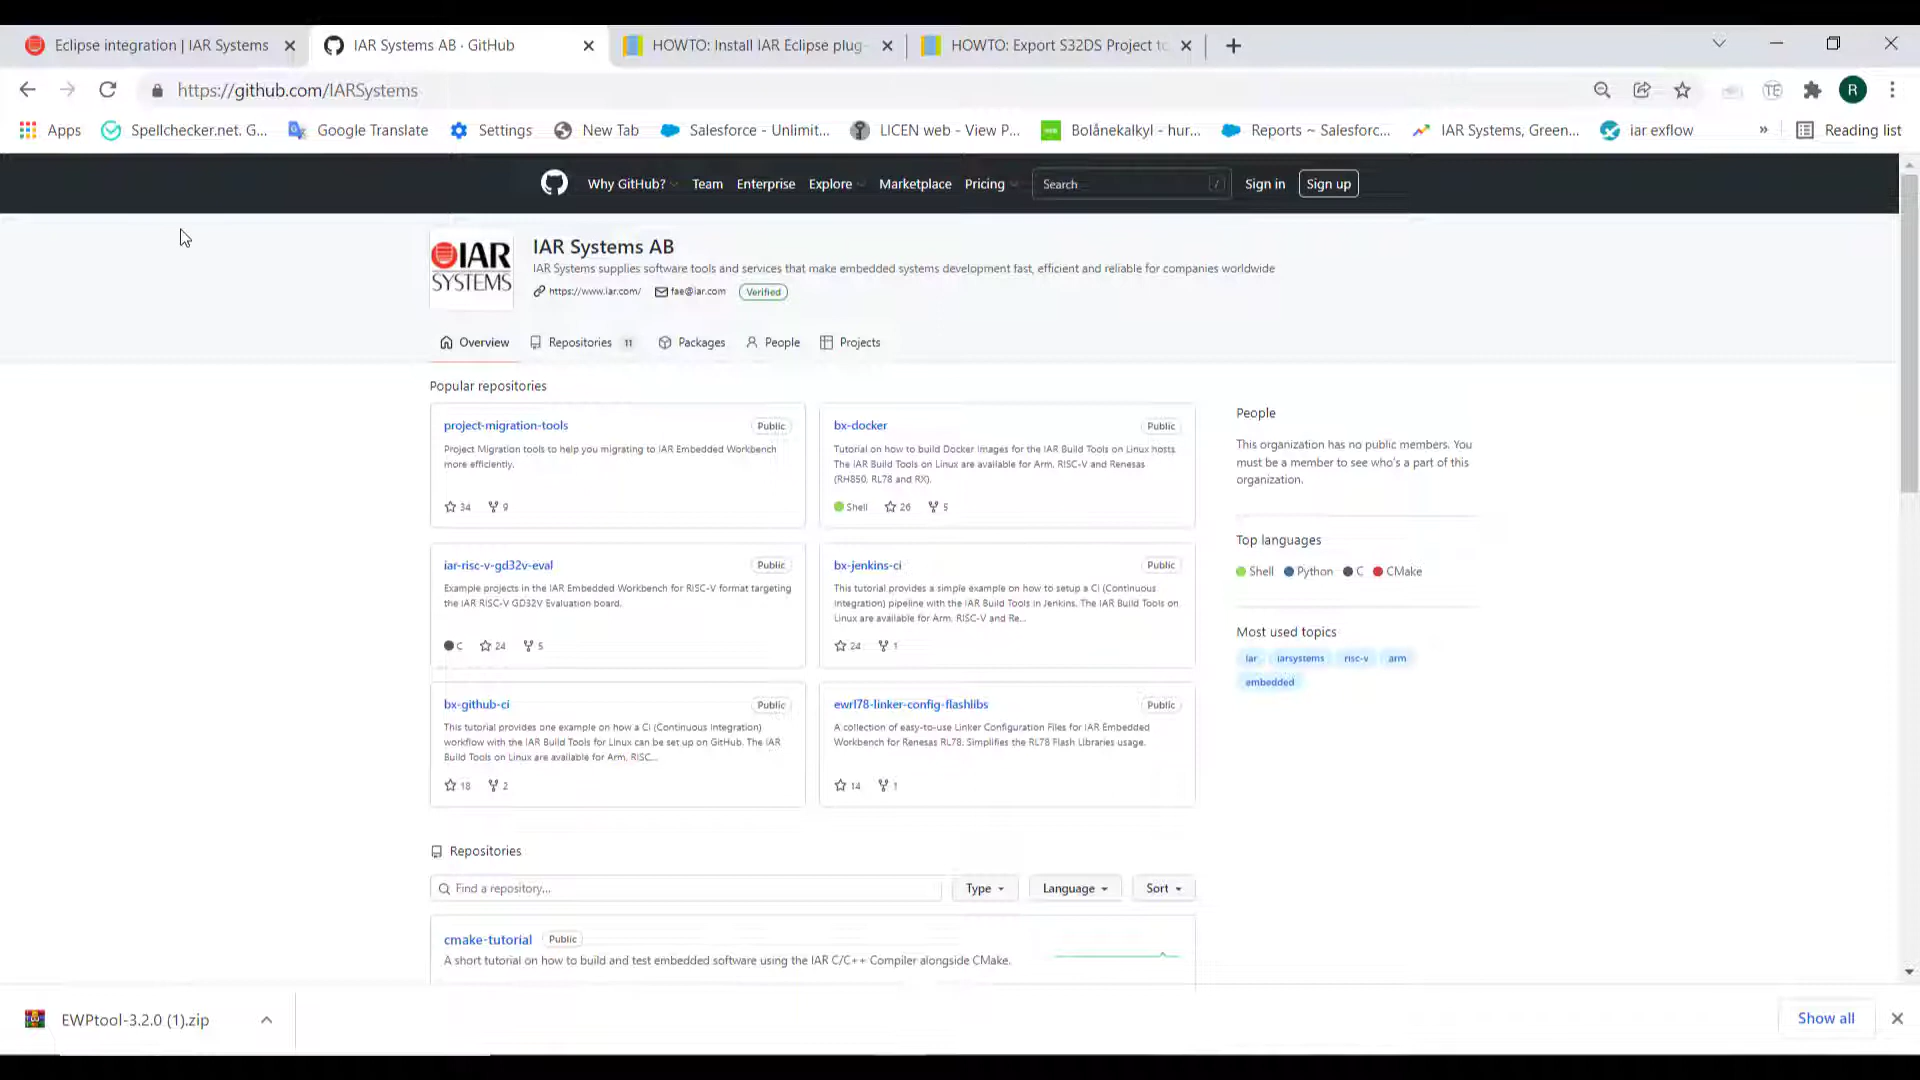 Eclipse integration | IAR Systems
IAR Systems AB · GitHub
HOWTO: Install IAR Eclipse plug-
HOWTO: Export S32DS Project to
https://github.com/IARSystems
TE
R
Apps
Spellchecker.net. G...
Google Translate
Settings
New Tab
Salesforce - Unlimit...
LICEN web - View P...
Bolånekalkyl - hur...
Reports ~ Salesforc...
IAR Systems, Green...
iar exflow
»
Reading list
Why GitHub?
Team
Enterprise
Explore
Marketplace
Pricing
Search
/
Sign in
Sign up
IAR
SYSTEMS
IAR Systems AB
IAR Systems supplies software tools and services that make embedded systems development fast, efficient and reliable for companies worldwide
https://www.iar.com/
fae@iar.com
Verified
Overview
Repositories 11
Packages
People
Projects
Popular repositories
project-migration-tools
Public
Project Migration tools to help you migrating to IAR Embedded Workbench
more efficiently.
34
9
bx-docker
Public
Tutorial on how to build Docker Images for the IAR Build Tools on Linux hosts.
The IAR Build Tools on Linux are available for Arm, RISC-V and Renesas
(RH850, RL78 and RX).
Shell
26
5
iar-risc-v-gd32v-eval
Public
Example projects in the IAR Embedded Workbench for RISC-V format targeting
the IAR RISC-V GD32V Evaluation board.
C
24
5
bx-jenkins-ci
Public
This tutorial provides a simple example on how to setup a CI (Continuous
Integration) pipeline with the IAR Build Tools in Jenkins. The IAR Build Tools on
Linux are available for Arm, RISC-V and Re...
24
1
bx-github-ci
Public
This tutorial provides one example on how a CI (Continuous Integration)
workflow with the IAR Build Tools for Linux can be set up on GitHub. The IAR
Build Tools on Linux are available for Arm, RISC...
18
2
ewrl78-linker-config-flashlibs
Public
A collection of easy-to-use Linker Configuration Files for IAR Embedded
Workbench for Renesas RL78. Simplifies the RL78 Flash Libraries usage.
14
1
People
This organization has no public members. You
must be a member to see who's a part of this
organization.
Top languages
Shell
Python
C
CMake
Most used topics
iar
iarsystems
risc-v
arm
embedded
Repositories
Find a repository...
Type
Language
Sort
cmake-tutorial
Public
A short tutorial on how to build and test embedded software using the IAR C/C++ Compiler alongside CMake.
EWPtool-3.2.0 (1).zip
Show all